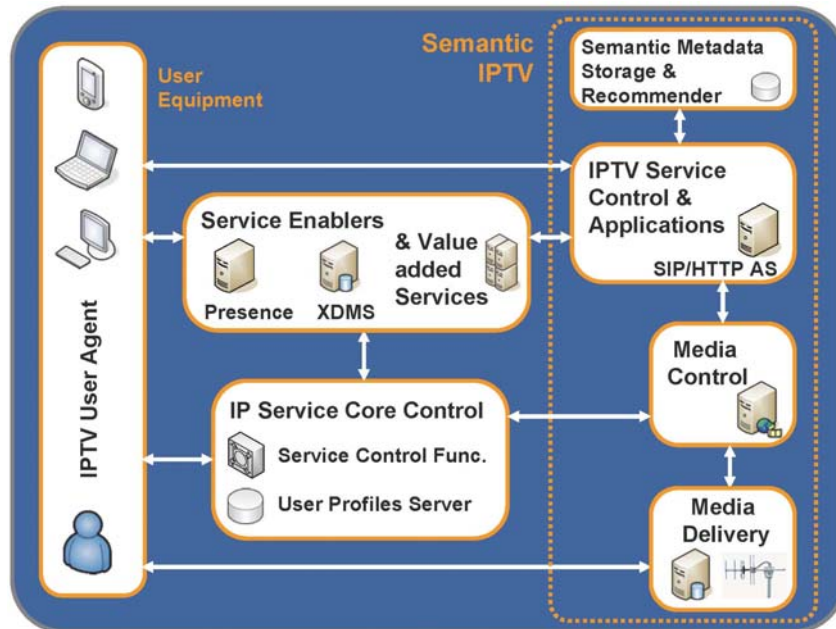 User
Equipment
IPTV User Agent
Semantic
IPTV
Semantic Metadata
Storage &
Recommender
IPTV Service
Control &
Applications
SIP/HTTP AS
Service Enablers
& Value
added
Services
Presence
XDMS
Media
Control
IP Service Core Control
Service Control Func.
User Profiles Server
Media
Delivery